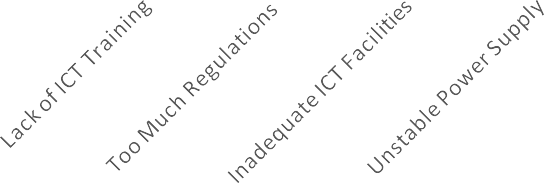 Lack of ICT Training
Too Much Regulations
Inadequate ICT Facilities
Unstable Power Supply